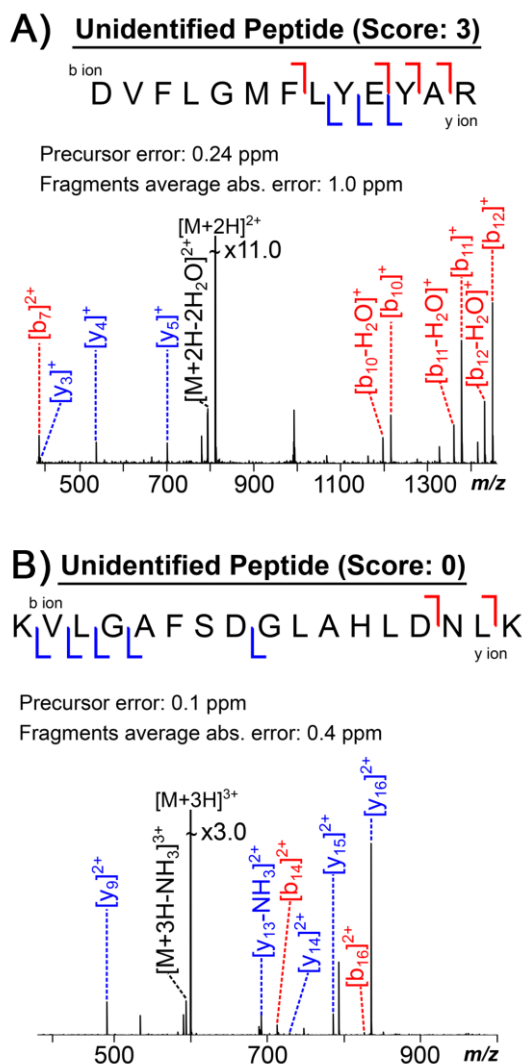 A) Unidentified Peptide (Score: 3)
b ion
D V F L G M F L Y E Y A R
y ion
Precursor error: 0.24 ppm
Fragments average abs. error: 1.0 ppm
[M+2H]²⁺
~ x11.0
[M+2H-2H₂O]²⁺
[b₇]²⁺
[y₃]⁺
[y₄]⁺
[y₅]⁺
[b₁₀-H₂O]⁺
[b₁₀]⁺
[b₁₁-H₂O]⁺
[b₁₁]⁺
[b₁₂-H₂O]⁺
[b₁₂]⁺
500 700 900 1100 1300 m/z
B) Unidentified Peptide (Score: 0)
b ion
K V L G A F S D G L A H L D N L K
y ion
Precursor error: 0.1 ppm
Fragments average abs. error: 0.4 ppm
[M+3H]³⁺
~ x3.0
[y₉]²⁺
[M+3H-NH₃]³⁺
[y₁₃-NH₃]²⁺
[b₁₄]²⁺
[y₁₄]²⁺
[y₁₅]²⁺
[b₁₆]²⁺
[y₁₆]²⁺
500 700 900 m/z